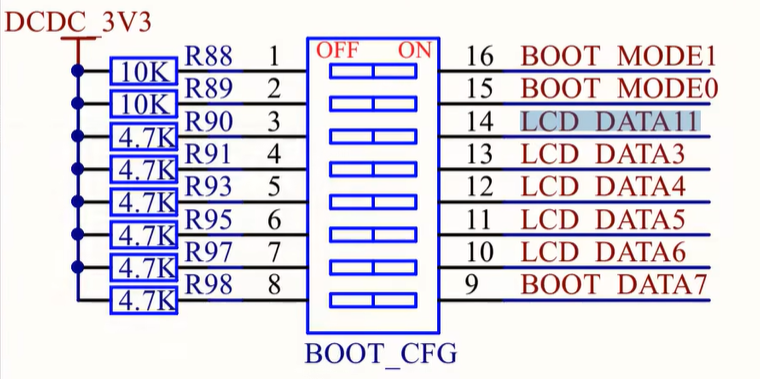 DCDC_3V3
OFF ON
10K R88 1 16 BOOT_MODE1
10K R89 2 15 BOOT_MODE0
4.7K R90 3 14 LCD_DATA11
4.7K R91 4 13 LCD_DATA3
4.7K R93 5 12 LCD_DATA4
4.7K R95 6 11 LCD_DATA5
4.7K R97 7 10 LCD_DATA6
4.7K R98 8 9 BOOT_DATA7
BOOT_CFG